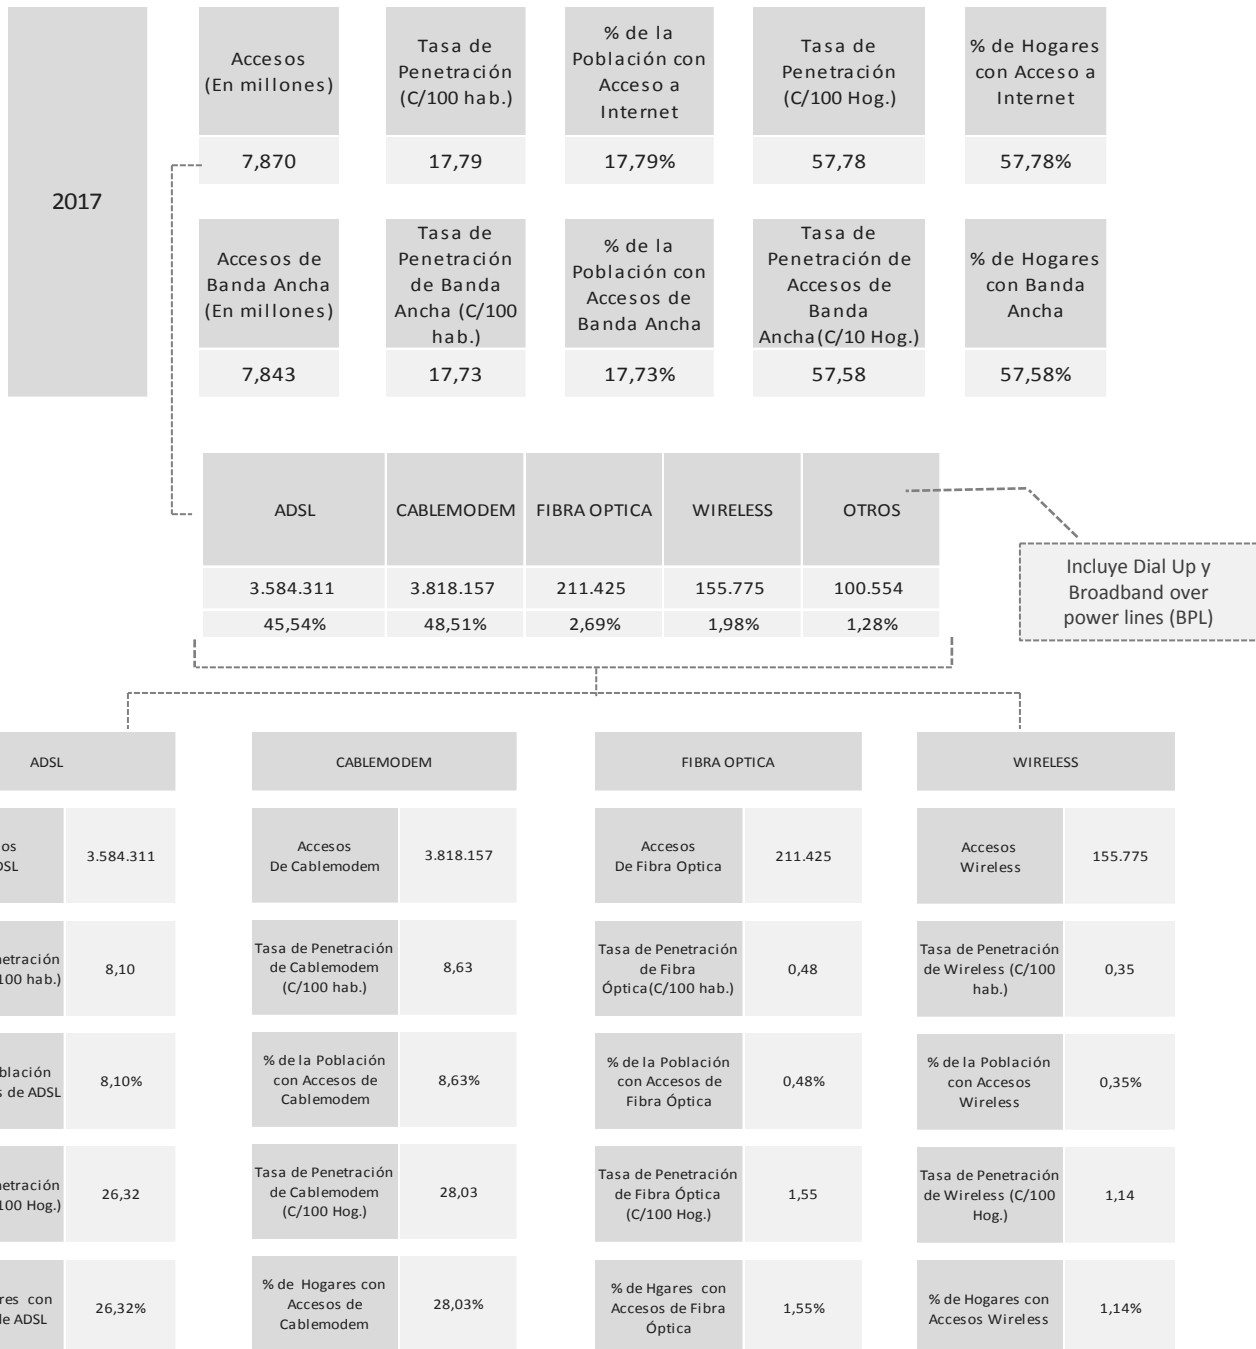 2017
Accesos
(En millones)
7,870
Tasa de
Penetración
(C/100 hab.)
17,79
% de la
Población con
Acceso a
Internet
17,79%
Tasa de
Penetración
(C/100 Hog.)
57,78
% de Hogares
con Acceso a
Internet
57,78%
Accesos de
Banda Ancha
(En millones)
7,843
Tasa de
Penetración
de Banda
Ancha (C/100
hab.)
17,73
% de la
Población con
Accesos de
Banda Ancha
17,73%
Tasa de
Penetración de
Accesos de
Banda
Ancha(C/10 Hog.)
57,58
% de Hogares
con Banda
Ancha
57,58%
ADSL CABLEMODEM FIBRA OPTICA WIRELESS OTROS
3.584.311 3.818.157 211.425 155.775 100.554
45,54% 48,51% 2,69% 1,98% 1,28%
Incluye Dial Up y
Broadband over
power lines (BPL)
ADSL
3.584.311
100 hab.)
8,10
s de ADSL
8,10%
100 Hog.)
26,32
con
de ADSL
26,32%
CABLEMODEM
Accesos
De Cablemodem
3.818.157
Tasa de Penetración
de Cablemodem
(C/100 hab.)
8,63
% de la Población
con Accesos de
Cablemodem
8,63%
Tasa de Penetración
de Cablemodem
(C/100 Hog.)
28,03
% de Hogares con
Accesos de
Cablemodem
28,03%
FIBRA OPTICA
Accesos
De Fibra Optica
211.425
Tasa de Penetración
de Fibra
Óptica(C/100 hab.)
0,48
% de la Población
con Accesos de
Fibra Óptica
0,48%
Tasa de Penetración
de Fibra Óptica
(C/100 Hog.)
1,55
% de Hgares con
Accesos de Fibra
Óptica
1,55%
WIRELESS
Accesos
Wireless
155.775
Tasa de Penetración
de Wireless (C/100
hab.)
0,35
% de la Población
con Accesos
Wireless
0,35%
Tasa de Penetración
de Wireless (C/100
Hog.)
1,14
% de Hogares con
Accesos Wireless
1,14%